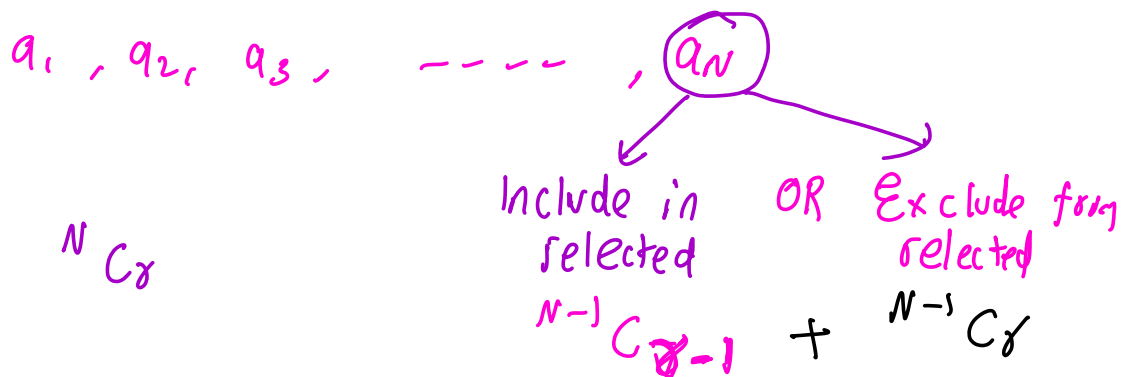 a₁, a₂, a₃, ----, aN
Include in OR Exclude from
selected selected
ᴺCr ᴺ⁻¹Cr-1 + ᴺ⁻¹Cr